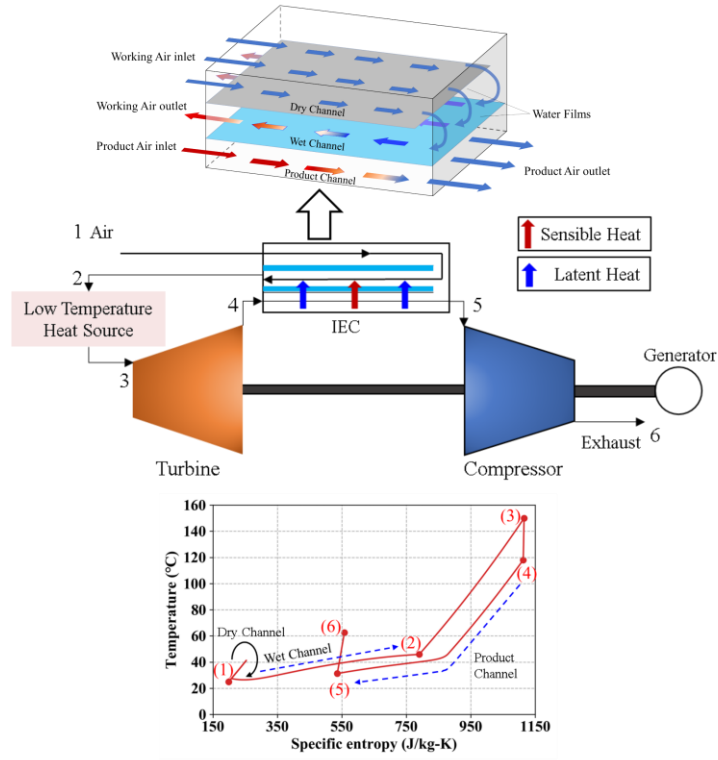 Working Air inlet
Working Air outlet
Product Air inlet
Dry Channel
Wet Channel
Product Channel
Water Films
Product Air outlet
1 Air
2
Low Temperature
Heat Source
3
4
IEC
5
Sensible Heat
Latent Heat
Generator
Turbine
Compressor
Exhaust
6
160
140
120
100
80
60
40
20
0
Temperature (°C)
(1)
(2)
(3)
(4)
(5)
(6)
Dry Channel
Wet Channel
Product
Channel
150 350 550 750 950 1150
Specific entropy (J/kg-K)